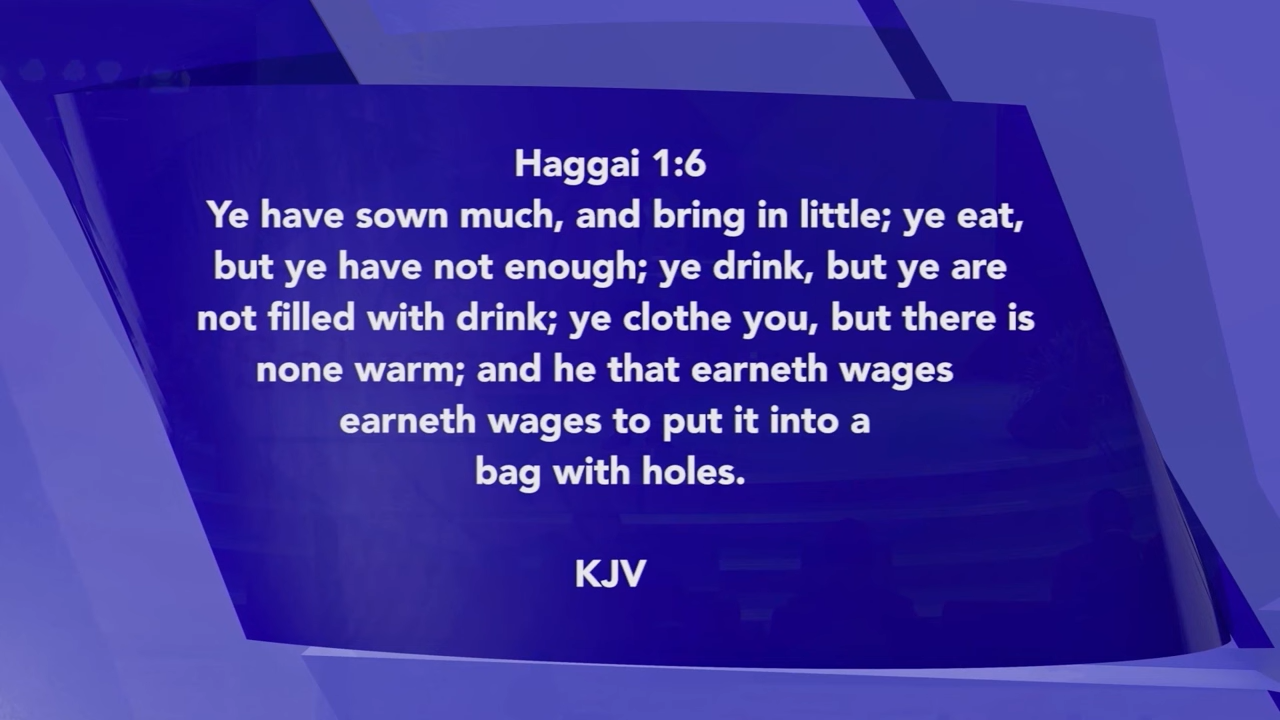 Haggai 1:6
Ye have sown much, and bring in little; ye eat,
but ye have not enough; ye drink, but ye are
not filled with drink; ye clothe you, but there is
none warm; and he that earneth wages
earneth wages to put it into a
bag with holes.
KJV